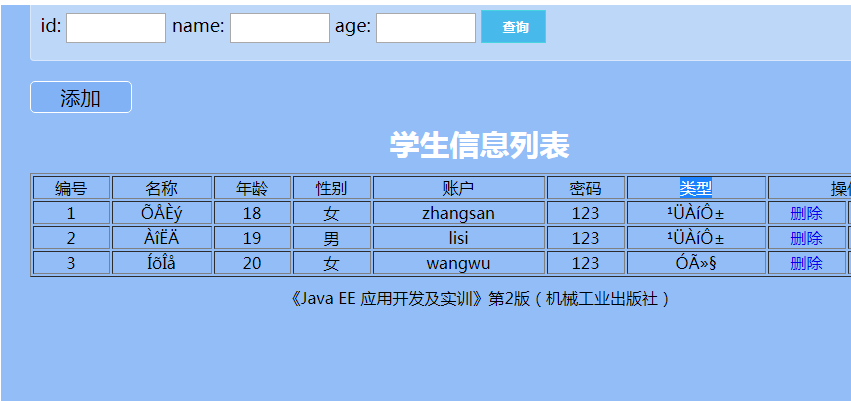 id: name: age: 查询
添加
学生信息列表
编号 名称 年龄 性别 账户 密码 类型
1 ÕÅÈý 18 女 zhangsan 123 ¹ÜÀíÔ± 删除
2 ÀîËÄ 19 男 lisi 123 ¹ÜÀíÔ± 删除
3 ÍõÎå 20 女 wangwu 123 ÓÃ»§ 删除
《Java EE 应用开发及实训》第2版（机械工业出版社）